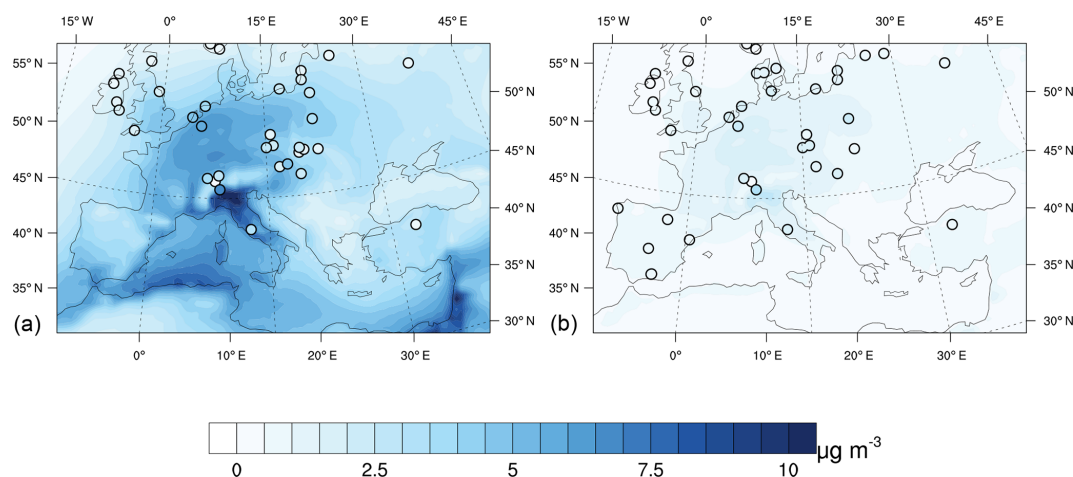 15° W 0° 15° E 30° E 45° E 15° W 0° 15° E 30° E 45° E
55° N 50° N 55° N 50° N
50° N 45° N 50° N 45° N
45° N 40° N 45° N 40° N
40° N 35° N 40° N 35° N
35° N 30° N 35° N 30° N
(a) (b)
0° 10° E 20° E 30° E 0° 10° E 20° E 30° E
µg m-3
0 2.5 5 7.5 10